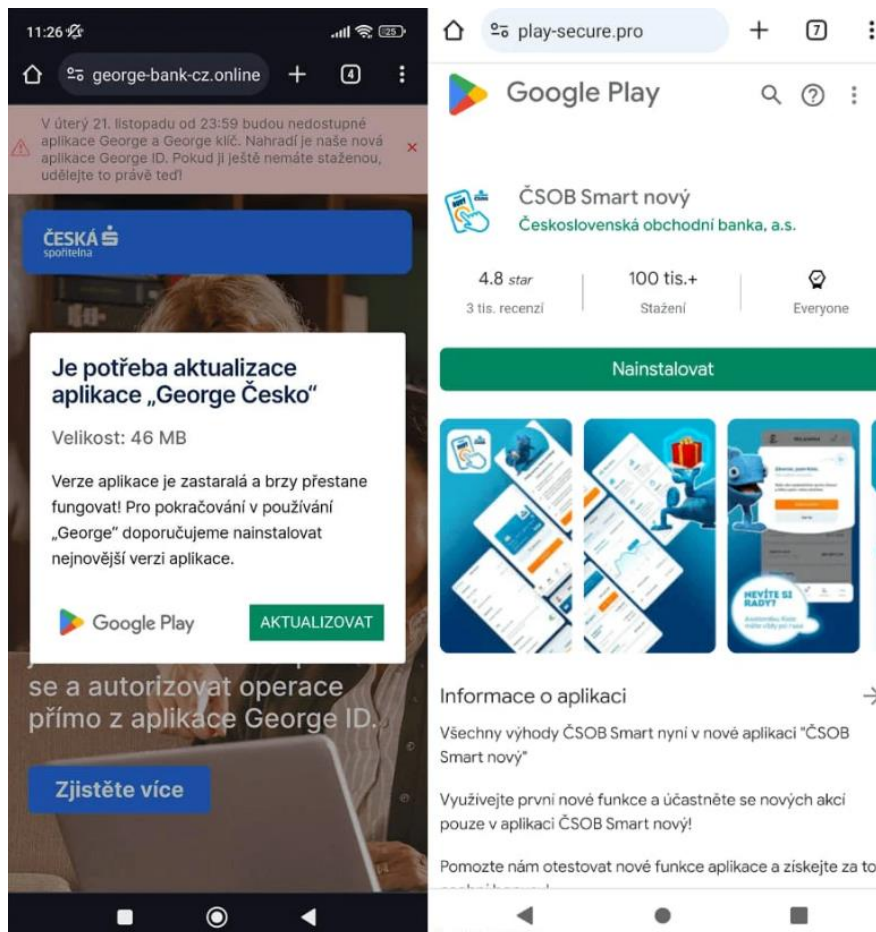 11:26
25
george-bank-cz.online
4
V úterý 21. listopadu od 23:59 budou nedostupné
aplikace George a George klíč. Nahradí je naše nová
aplikace George ID. Pokud ji ještě nemáte staženou,
udělejte to právě teď!
ČESKÁ
spořitelna
Je potřeba aktualizace
aplikace „George Česko“
Velikost: 46 MB
Verze aplikace je zastaralá a brzy přestane
fungovat! Pro pokračování v používání
„George” doporučujeme nainstalovat
nejnovější verzi aplikace.
Google Play
AKTUALIZOVAT
se a autorizovat operace
přímo z aplikace George ID.
Zjistěte více
play-secure.pro
7
Google Play
ČSOB Smart nový
Československá obchodní banka, a.s.
4.8 star
3 tis. recenzí
100 tis.+
Stažení
Everyone
Nainstalovat
NEVÍTE SI
RADY?
Informace o aplikaci
Všechny výhody ČSOB Smart nyní v nové aplikaci "ČSOB
Smart nový"
Využívejte první nové funkce a účastněte se nových akcí
pouze v aplikaci ČSOB Smart nový!
Pomozte nám otestovat nové funkce aplikace a získejte za to